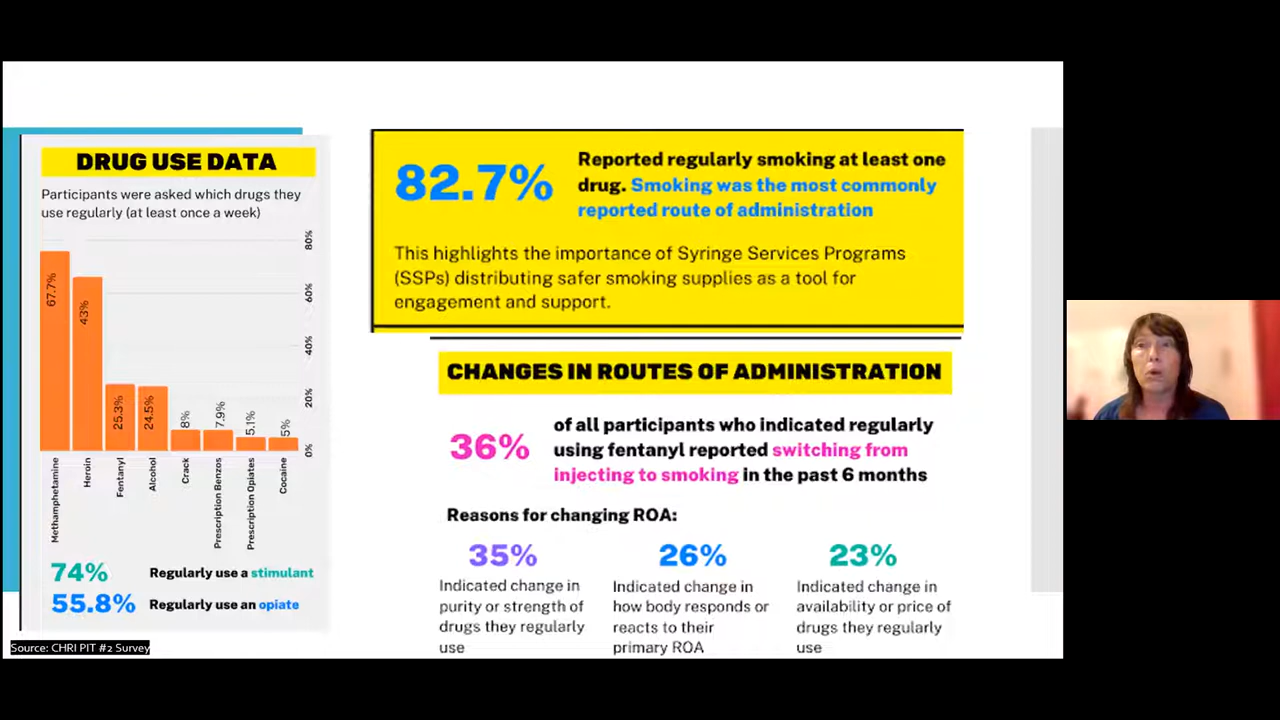 DRUG USE DATA
Participants were asked which drugs they
use regularly (at least once a week)
80%
60%
40%
20%
0%
67.7%
43%
25.3%
24.5%
8%
7.9%
5.1%
5%
Methamphetamine
Heroin
Fentanyl
Alcohol
Crack
Prescription Benzos
Prescription Opiates
Cocaine
74% Regularly use a stimulant
55.8% Regularly use an opiate
Source: CHRI PIT #2 Survey
82.7%
Reported regularly smoking at least one
drug. Smoking was the most commonly
reported route of administration
This highlights the importance of Syringe Services Programs
(SSPs) distributing safer smoking supplies as a tool for
engagement and support.
CHANGES IN ROUTES OF ADMINISTRATION
36%
of all participants who indicated regularly
using fentanyl reported switching from
injecting to smoking in the past 6 months
Reasons for changing ROA:
35%
Indicated change in
purity or strength of
drugs they regularly
use
26%
Indicated change in
how body responds or
reacts to their
primary ROA
23%
Indicated change in
availability or price of
drugs they regularly
use